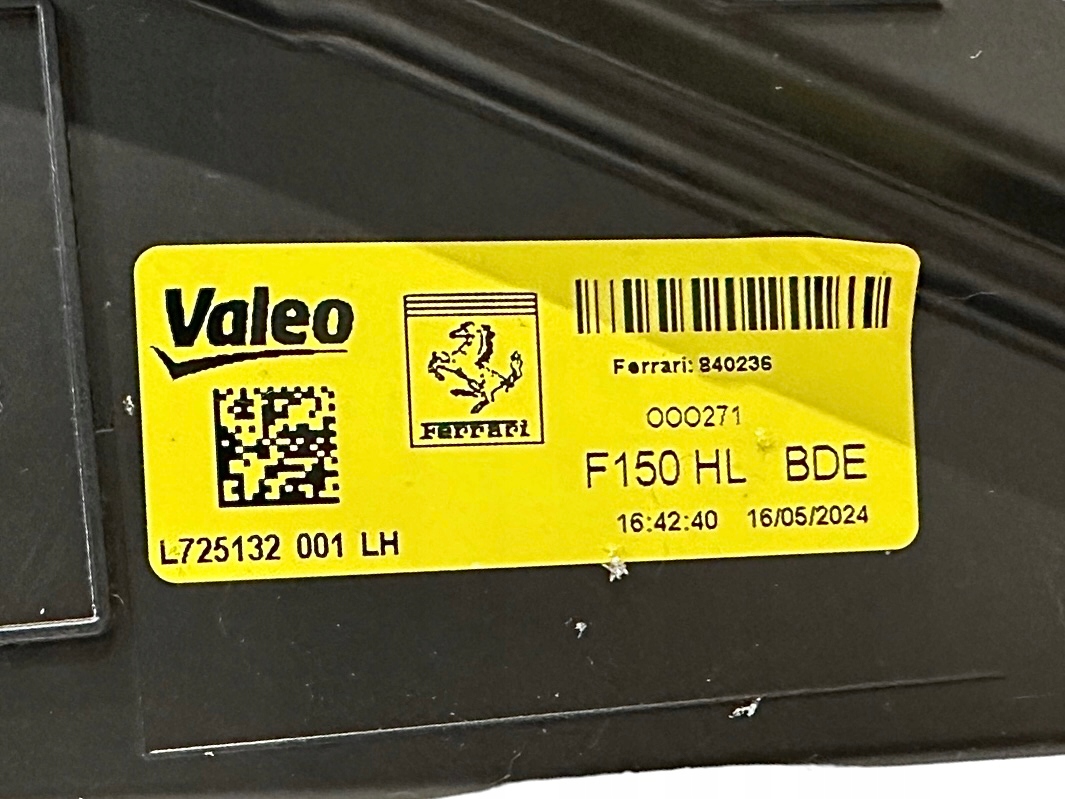 Valeo
Ferrari
L725132 001 LH
Ferrari: 840236
000271
F150 HL BDE
16:42:40 16/05/2024